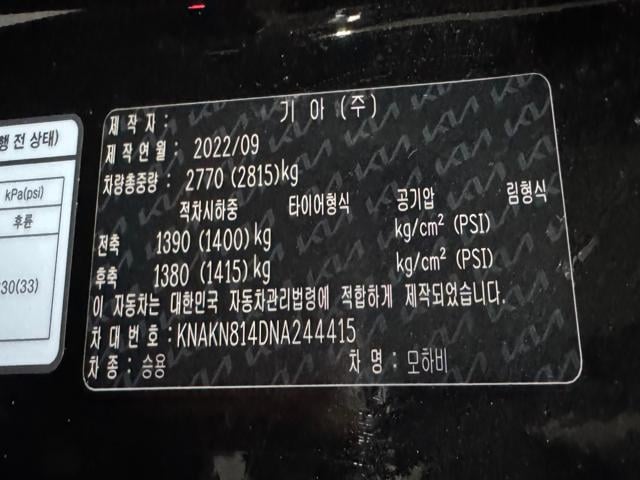 제 작 자 : 기 아 (주)
제 작 연 월 : 2022/09
차량총중량 : 2770 (2815)kg
적차시하중 타이어형식 공기압 림형식
전축 1390 (1400) kg kg/cm² (PSI)
후축 1380 (1415) kg kg/cm² (PSI)
이 자동차는 대한민국 자동차관리법령에 적합하게 제작되었습니다.
차 대 번 호 : KNAKN814DNA244415
차 종 : 승용 차 명 : 모하비
행 전 상태)
kPa(psi)
후륜
30(33)